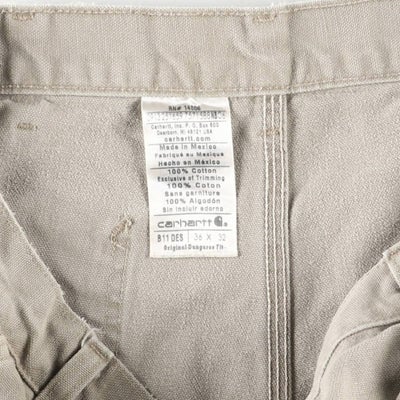 RN# 14806
Carhartt, Inc. P.O. Box 600
Dearborn, MI 48121 USA
carhartt.com
Made in Mexico
Fabriqué au Mexique
Hecho en México
100% Cotton
Exclusive of Trimming
100% Coton
Sans garniture
100% Algodón
Sin incluir adorno
carhartt
B11 DES 36 X 32
Original Dungaree Fit